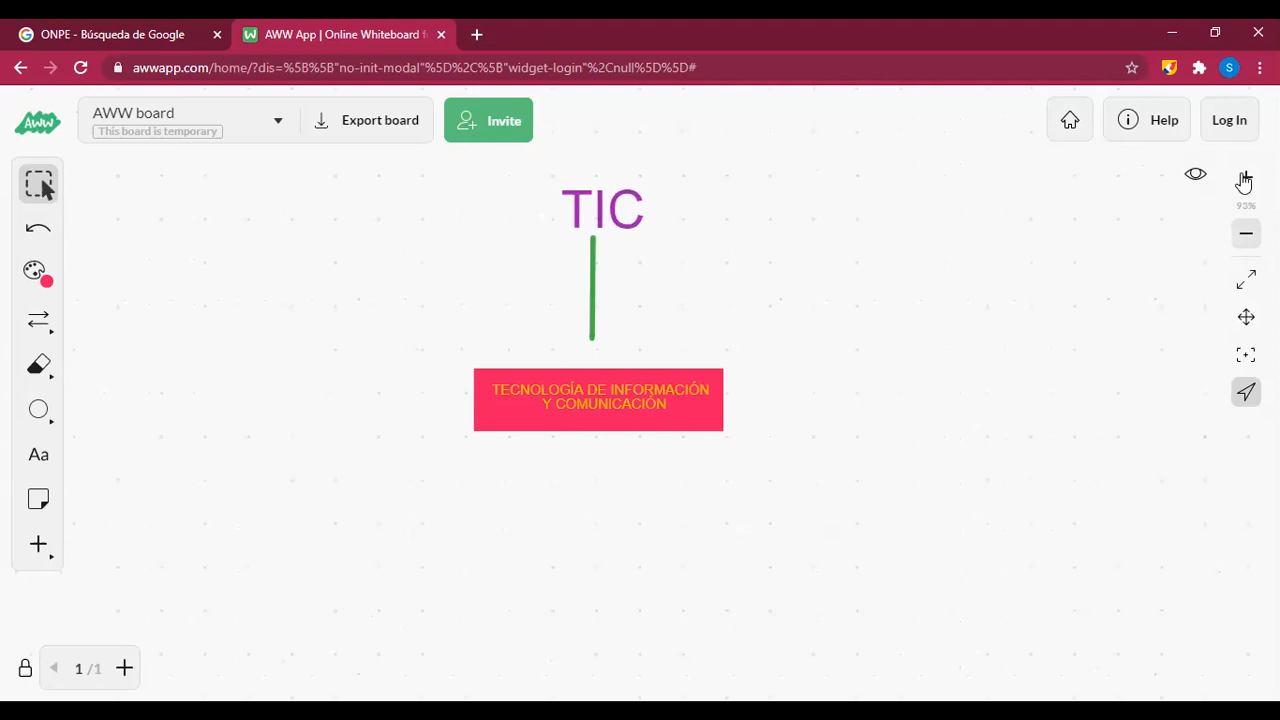 ONPE - Búsqueda de Google
AWW App | Online Whiteboard f
awwapp.com/home/?dis=%5B%5B"no-init-modal"%5D%2C%5B"widget-login"%2Cnull%5D%5D#
S
AWW
AWW board
This board is temporary
Export board
Invite
Help
Log In
93%
TIC
TECNOLOGÍA DE INFORMACIÓN
Y COMUNICACIÓN
Aa
1 /1